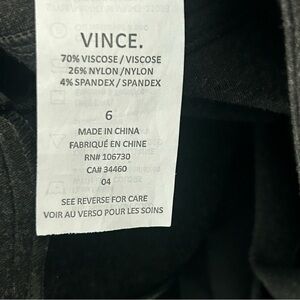 VINCE.
70% VISCOSE / VISCOSE
26% NYLON /NYLON
4% SPANDEX / SPANDEX
6
MADE IN CHINA
FABRIQUÉ EN CHINE
RN# 106730
CA# 34460
04
SEE REVERSE FOR CARE
VOIR AU VERSO POUR LES SOINS